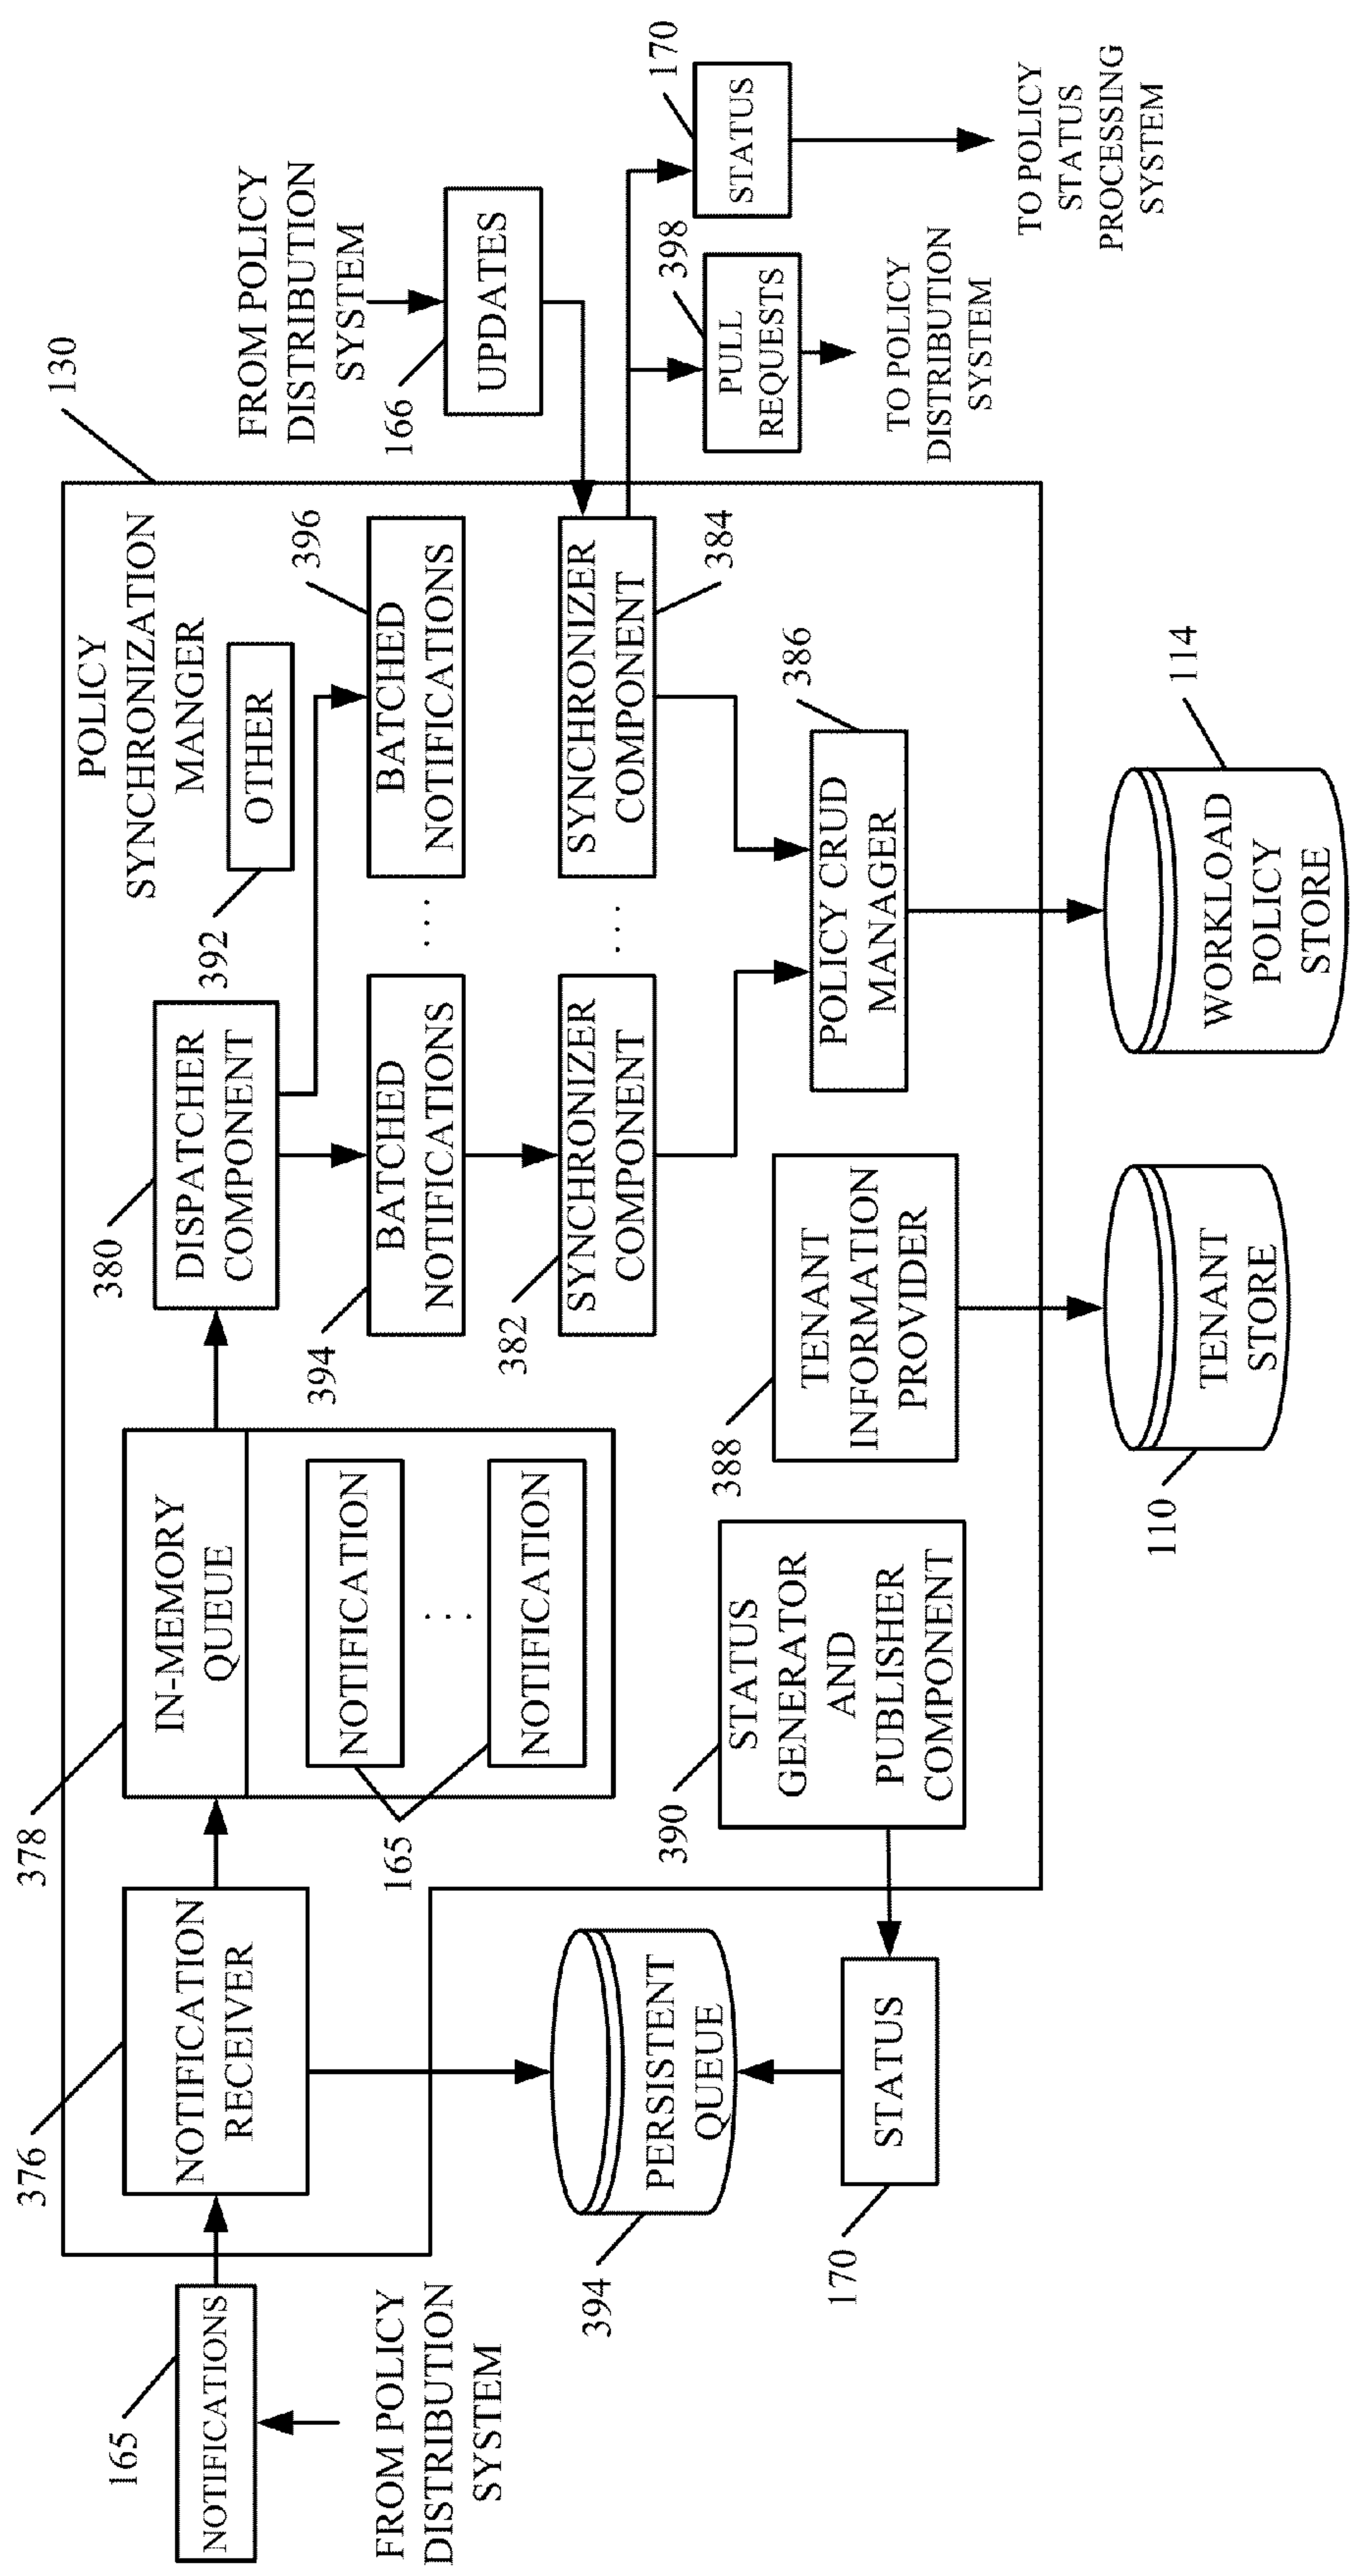 130
POLICY
SYNCHRONIZATION
MANGER
165
NOTIFICATIONS
FROM POLICY
DISTRIBUTION
SYSTEM
376
NOTIFICATION
RECEIVER
378
IN-MEMORY
QUEUE
NOTIFICATION
...
NOTIFICATION
165
380
DISPATCHER
COMPONENT
392
OTHER
394
BATCHED
NOTIFICATIONS
...
396
BATCHED
NOTIFICATIONS
382
SYNCHRONIZER
COMPONENT
...
SYNCHRONIZER
COMPONENT
384
FROM POLICY
DISTRIBUTION
SYSTEM
166
UPDATES
398
PULL
REQUESTS
TO POLICY
DISTRIBUTION
SYSTEM
170
STATUS
TO POLICY
STATUS
PROCESSING
SYSTEM
386
POLICY CRUD
MANAGER
388
TENANT
INFORMATION
PROVIDER
390
STATUS
GENERATOR
AND
PUBLISHER
COMPONENT
PERSISTENT
QUEUE
394
STATUS
170
110
TENANT
STORE
114
WORKLOAD
POLICY
STORE